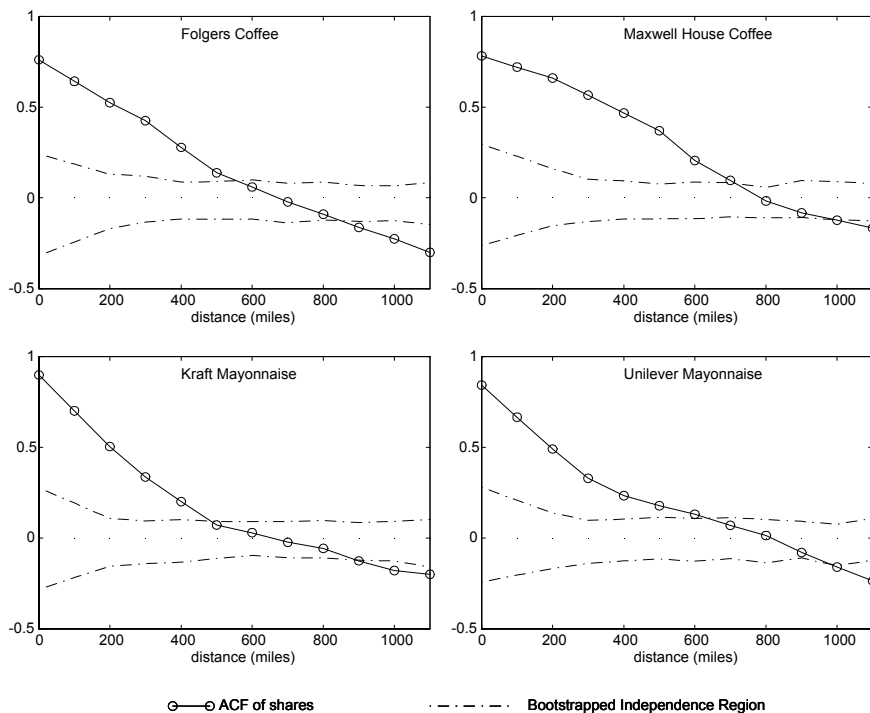 Folgers Coffee
1
0.5
0
-0.5
0 200 400 600 800 1000
distance (miles)
Maxwell House Coffee
1
0.5
0
-0.5
0 200 400 600 800 1000
distance (miles)
Kraft Mayonnaise
1
0.5
0
-0.5
0 200 400 600 800 1000
distance (miles)
Unilever Mayonnaise
1
0.5
0
-0.5
0 200 400 600 800 1000
distance (miles)
ACF of shares
Bootstrapped Independence Region